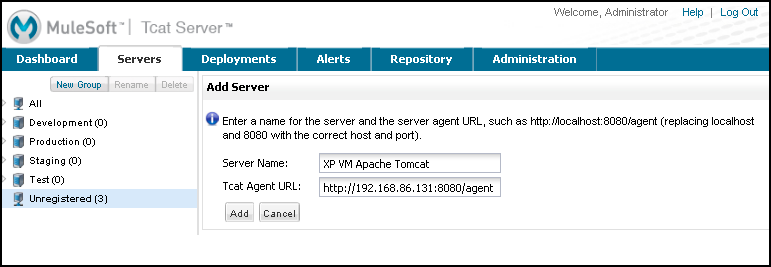 MuleSoft™ | Tcat Server™
Welcome, Administrator Help | Log Out
Dashboard Servers Deployments Alerts Repository Administration
New Group Rename Delete
All
Development (0)
Production (0)
Staging (0)
Test (0)
Unregistered (3)
Add Server
Enter a name for the server and the server agent URL, such as http://localhost:8080/agent (replacing localhost
and 8080 with the correct host and port).
Server Name: XP VM Apache Tomcat
Tcat Agent URL: http://192.168.86.131:8080/agent
Add Cancel